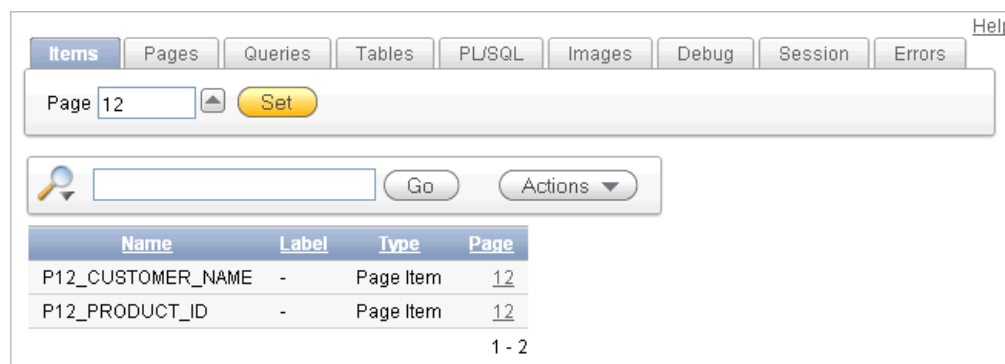 Help
Items Pages Queries Tables PL/SQL Images Debug Session Errors
Page 12 Set
Go Actions
Name Label Type Page
P12_CUSTOMER_NAME - Page Item 12
P12_PRODUCT_ID - Page Item 12
1 - 2